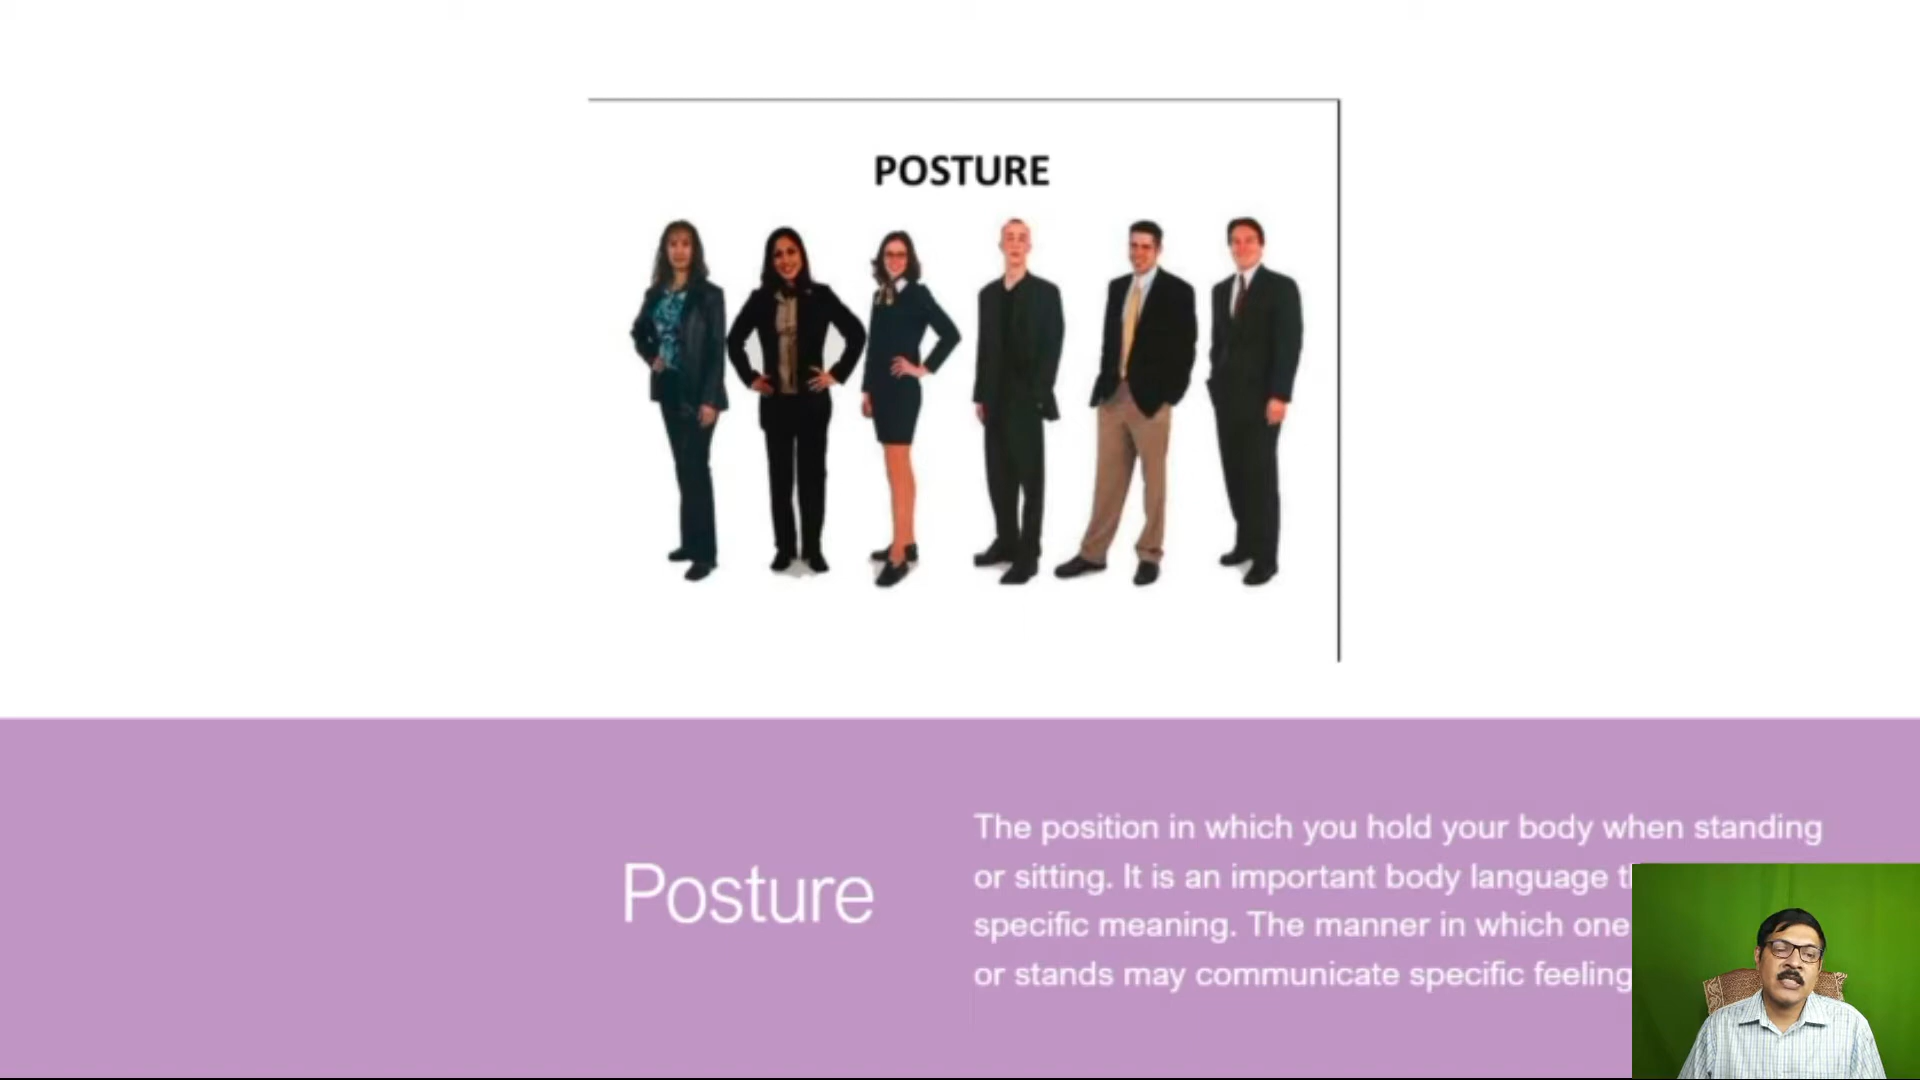 POSTURE
Posture
The position in which you hold your body when standing
or sitting. It is an important body language
specific meaning. The manner in which one
or stands may communicate specific feeling